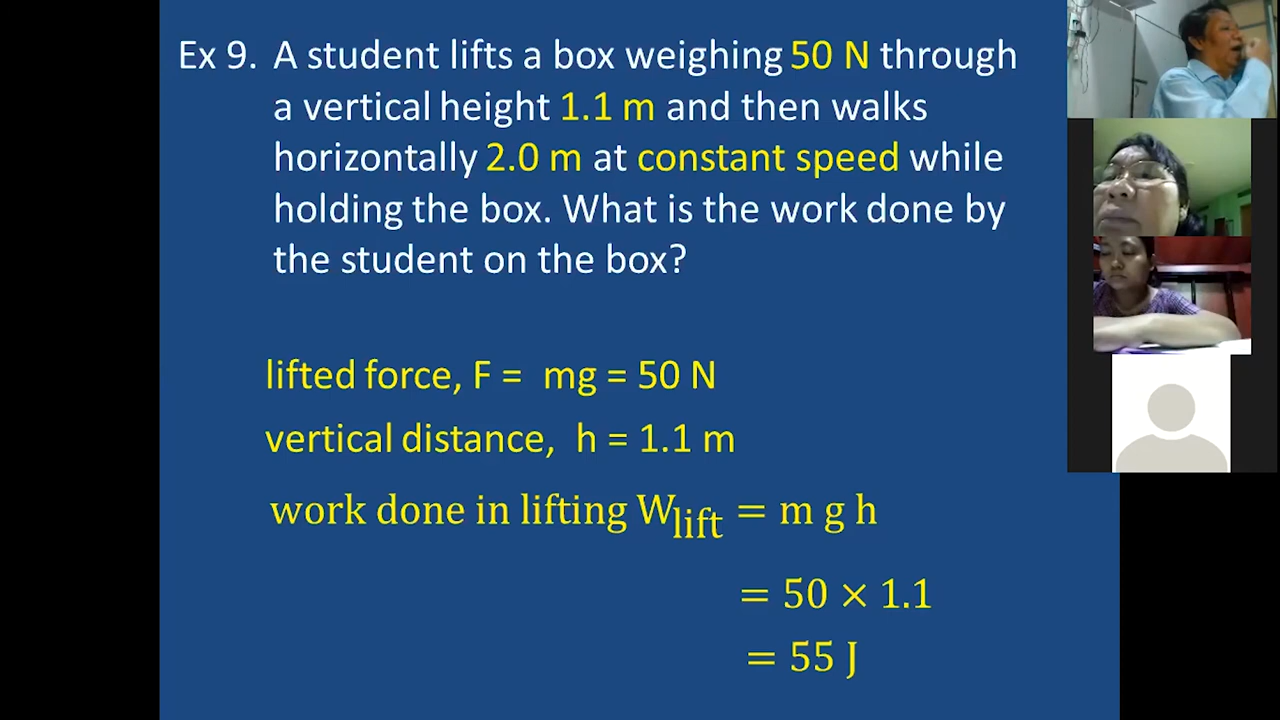 Ex 9. A student lifts a box weighing 50 N through
a vertical height 1.1 m and then walks
horizontally 2.0 m at constant speed while
holding the box. What is the work done by
the student on the box?
lifted force, F = mg = 50 N
vertical distance, h = 1.1 m
work done in lifting W_lift = m g h
= 50 × 1.1
= 55 J